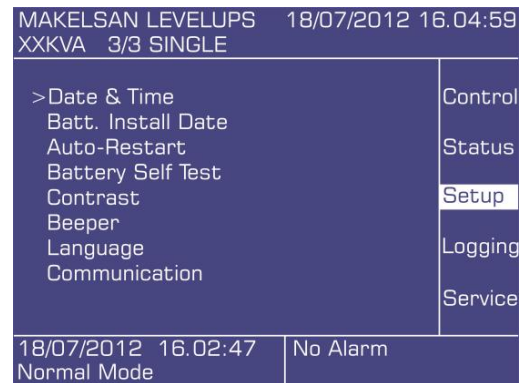 MAKELSAN LEVELUPS 18/07/2012 16.04:59
XXKVA 3/3 SINGLE
>Date & Time
Batt. Install Date
Auto-Restart
Battery Self Test
Contrast
Beeper
Language
Communication
Control
Status
Setup
Logging
Service
18/07/2012 16.02:47
Normal Mode
No Alarm